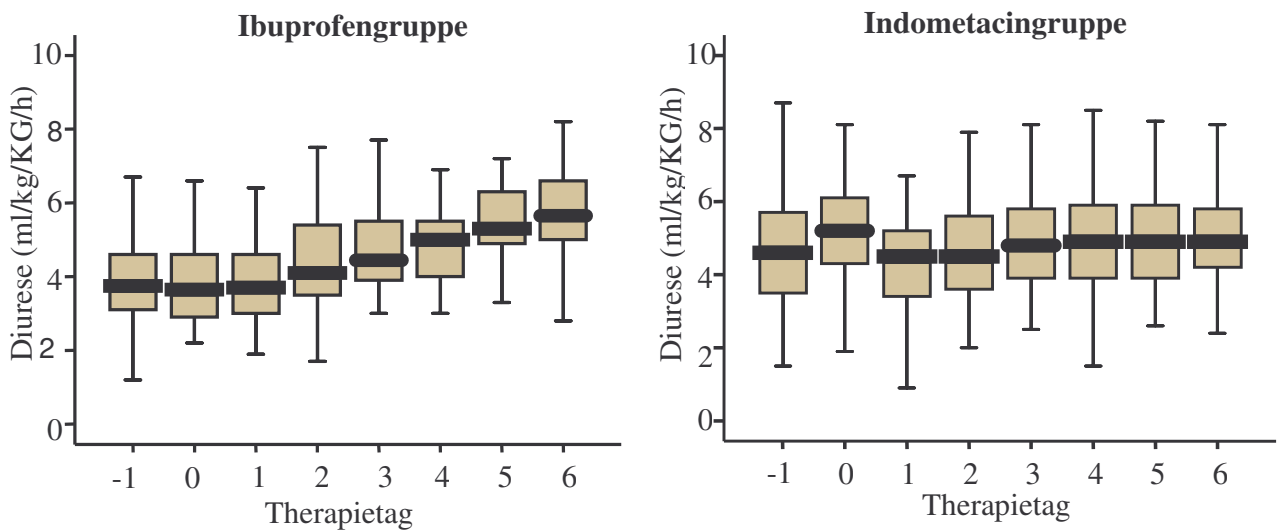 Ibuprofengruppe
Diurese (ml/kg/KG/h)
10
8
6
4
2
0
-1 0 1 2 3 4 5 6
Therapietag
Indometacingruppe
Diurese (ml/kg/KG/h)
10
8
6
4
2
0
-1 0 1 2 3 4 5 6
Therapietag